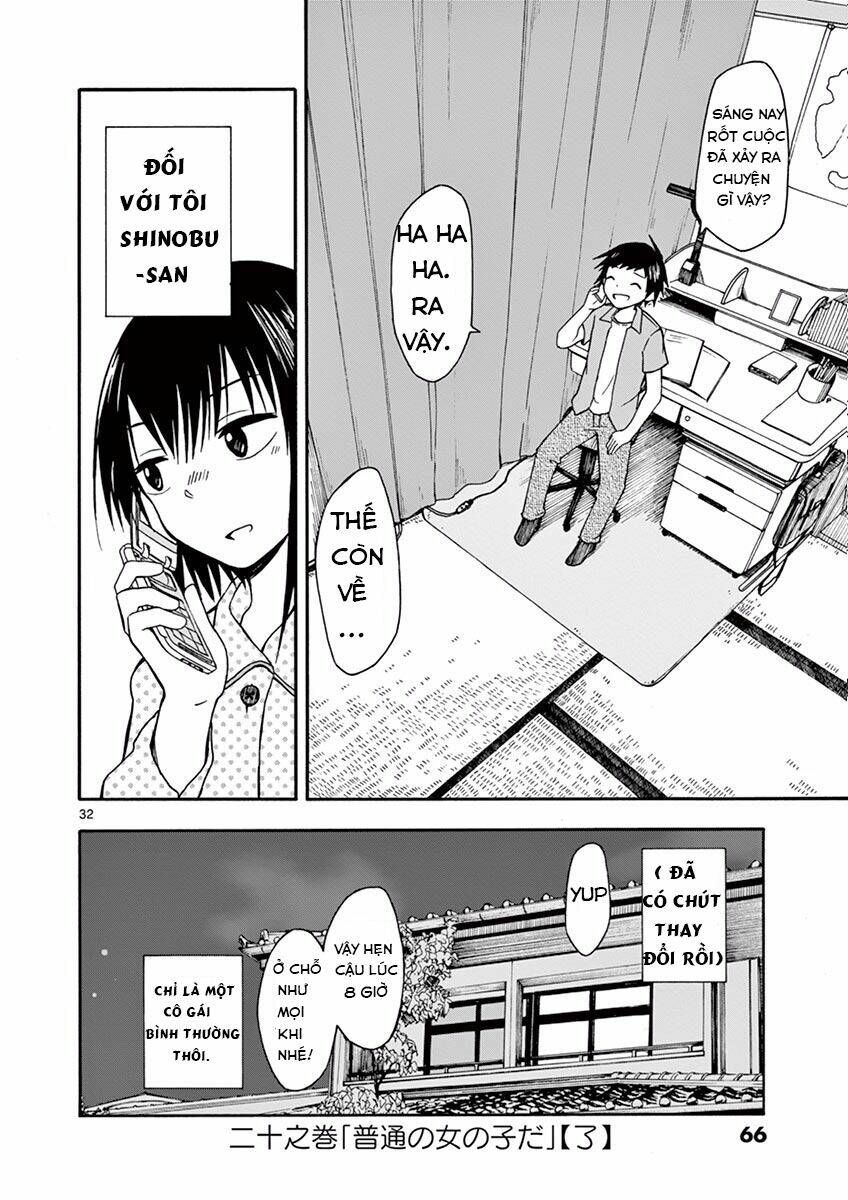 SÁNG NAY
RỐT CUỘC
ĐÃ XẢY RA
CHUYỆN
GÌ VẬY?
HA HA
HA.
RA
VẬY.
THẾ
CÒN
VỀ
...
ĐỐI
VỚI TÔI
SHINOBU
-SAN
32
( ĐÃ
CÓ CHÚT
THAY
ĐỔI RỒI)
YUP
VẬY HẸN
CẬU LÚC
8 GIỜ
Ở CHỖ
NHƯ
MỌI
KHI
NHÉ!
CHỈ LÀ MỘT
CÔ GÁI
BÌNH THƯỜNG
THÔI.
二十之巻「普通の女の子だ」【了】
66